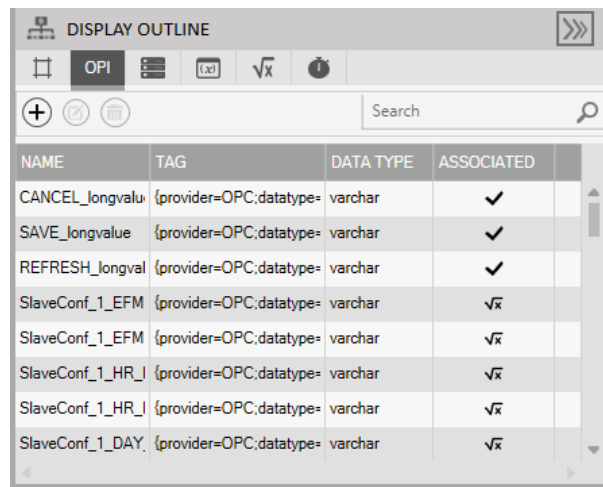 DISPLAY OUTLINE
OPI (x) √x
Search
NAME TAG DATA TYPE ASSOCIATED
CANCEL_longvalu {provider=OPC;datatype= varchar
SAVE_longvalue {provider=OPC;datatype= varchar
REFRESH_longval {provider=OPC;datatype= varchar
SlaveConf_1_EFM {provider=OPC;datatype= varchar √x
SlaveConf_1_EFM {provider=OPC;datatype= varchar √x
SlaveConf_1_HR_I {provider=OPC;datatype= varchar √x
SlaveConf_1_HR_I {provider=OPC;datatype= varchar √x
SlaveConf_1_DAY_ {provider=OPC;datatype= varchar √x